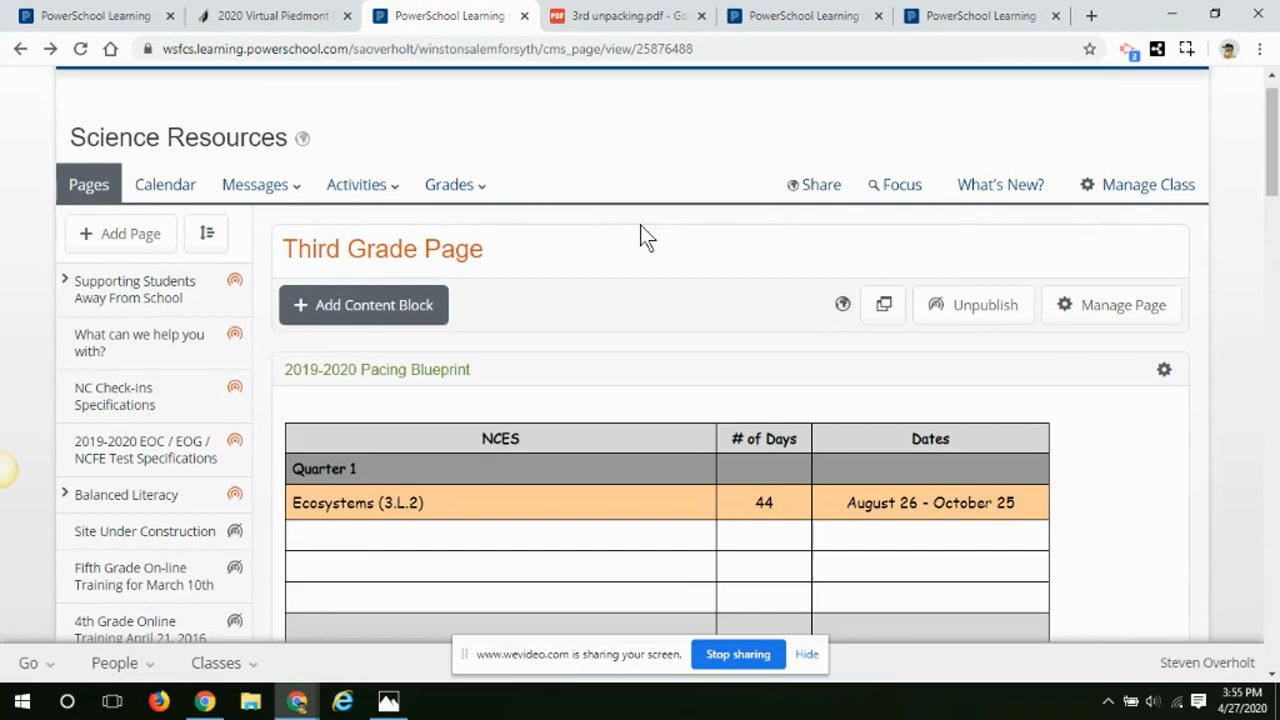 PowerSchool Learning
2020 Virtual Piedmont
PowerSchool Learning
3rd unpacking.pdf - Go
PowerSchool Learning
PowerSchool Learning
wsfcs.learning.powerschool.com/saoverholt/winstonsalemforsyth/cms_page/view/25876488
3
Science Resources
Pages
Calendar
Messages
Activities
Grades
Share
Focus
What's New?
Manage Class
+ Add Page
Supporting Students
Away From School
What can we help you
with?
NC Check-Ins
Specifications
2019-2020 EOC / EOG /
NCFE Test Specifications
Balanced Literacy
Site Under Construction
Fifth Grade On-line
Training for March 10th
4th Grade Online
Training April 21, 2016
Third Grade Page
+ Add Content Block
Unpublish
Manage Page
2019-2020 Pacing Blueprint
NCES # of Days Dates
Quarter 1
Ecosystems (3.L.2) 44 August 26 - October 25
www.wevideo.com is sharing your screen.
Stop sharing
Hide
Go
People
Classes
Steven Overholt
3:55 PM
4/27/2020